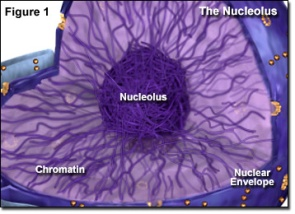 Figure 1
The Nucleolus
Nucleolus
Chromatin
Nuclear
Envelope